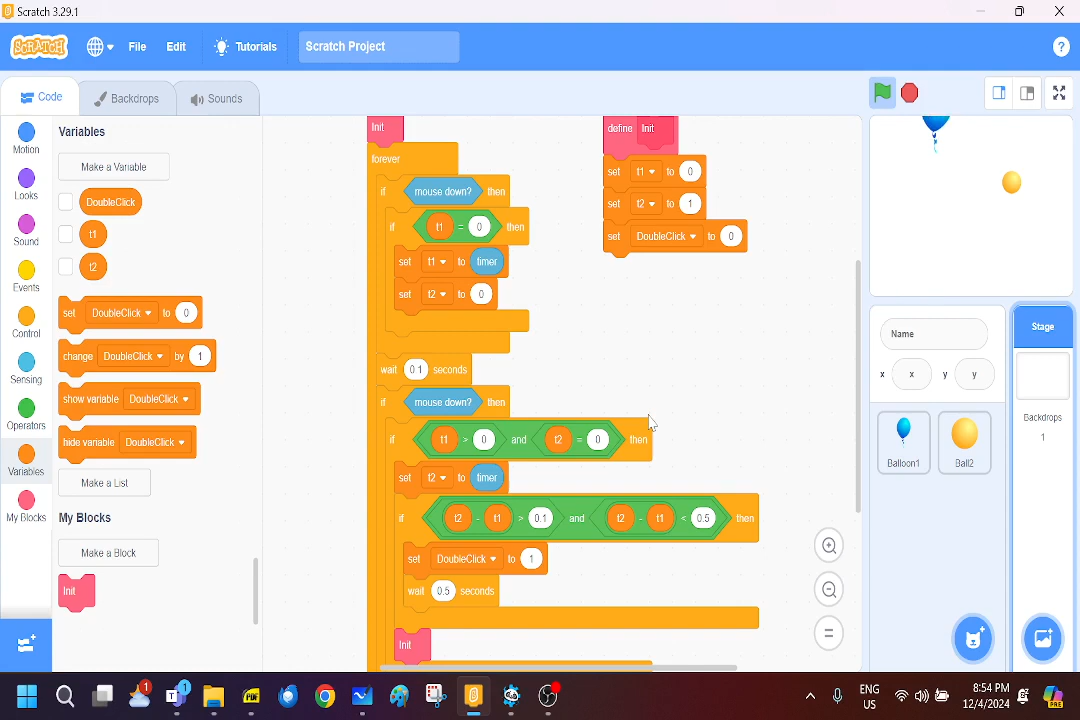 Scratch 3.29.1
SCRATCH File Edit Tutorials Scratch Project ?
Code Backdrops Sounds
Motion
Looks
Sound
Events
Control
Sensing
Operators
Variables
My Blocks
Variables
Make a Variable
DoubleClick
t1
t2
set DoubleClick to 0
change DoubleClick by 1
show variable DoubleClick
hide variable DoubleClick
Make a List
My Blocks
Make a Block
Init
Init
forever
if mouse down? then
if t1 = 0 then
set t1 to timer
set t2 to 0
wait 0.1 seconds
if mouse down? then
if t1 > 0 and t2 = 0 then
set t2 to timer
if t2 - t1 > 0.1 and t2 - t1 < 0.5 then
set DoubleClick to 1
wait 0.5 seconds
Init
define Init
set t1 to 0
set t2 to 1
set DoubleClick to 0
Name
x x y y
Balloon1 Ball2
Stage
Backdrops
1
1
1
PDF
ENG
US
8:54 PM
12/4/2024
PRE